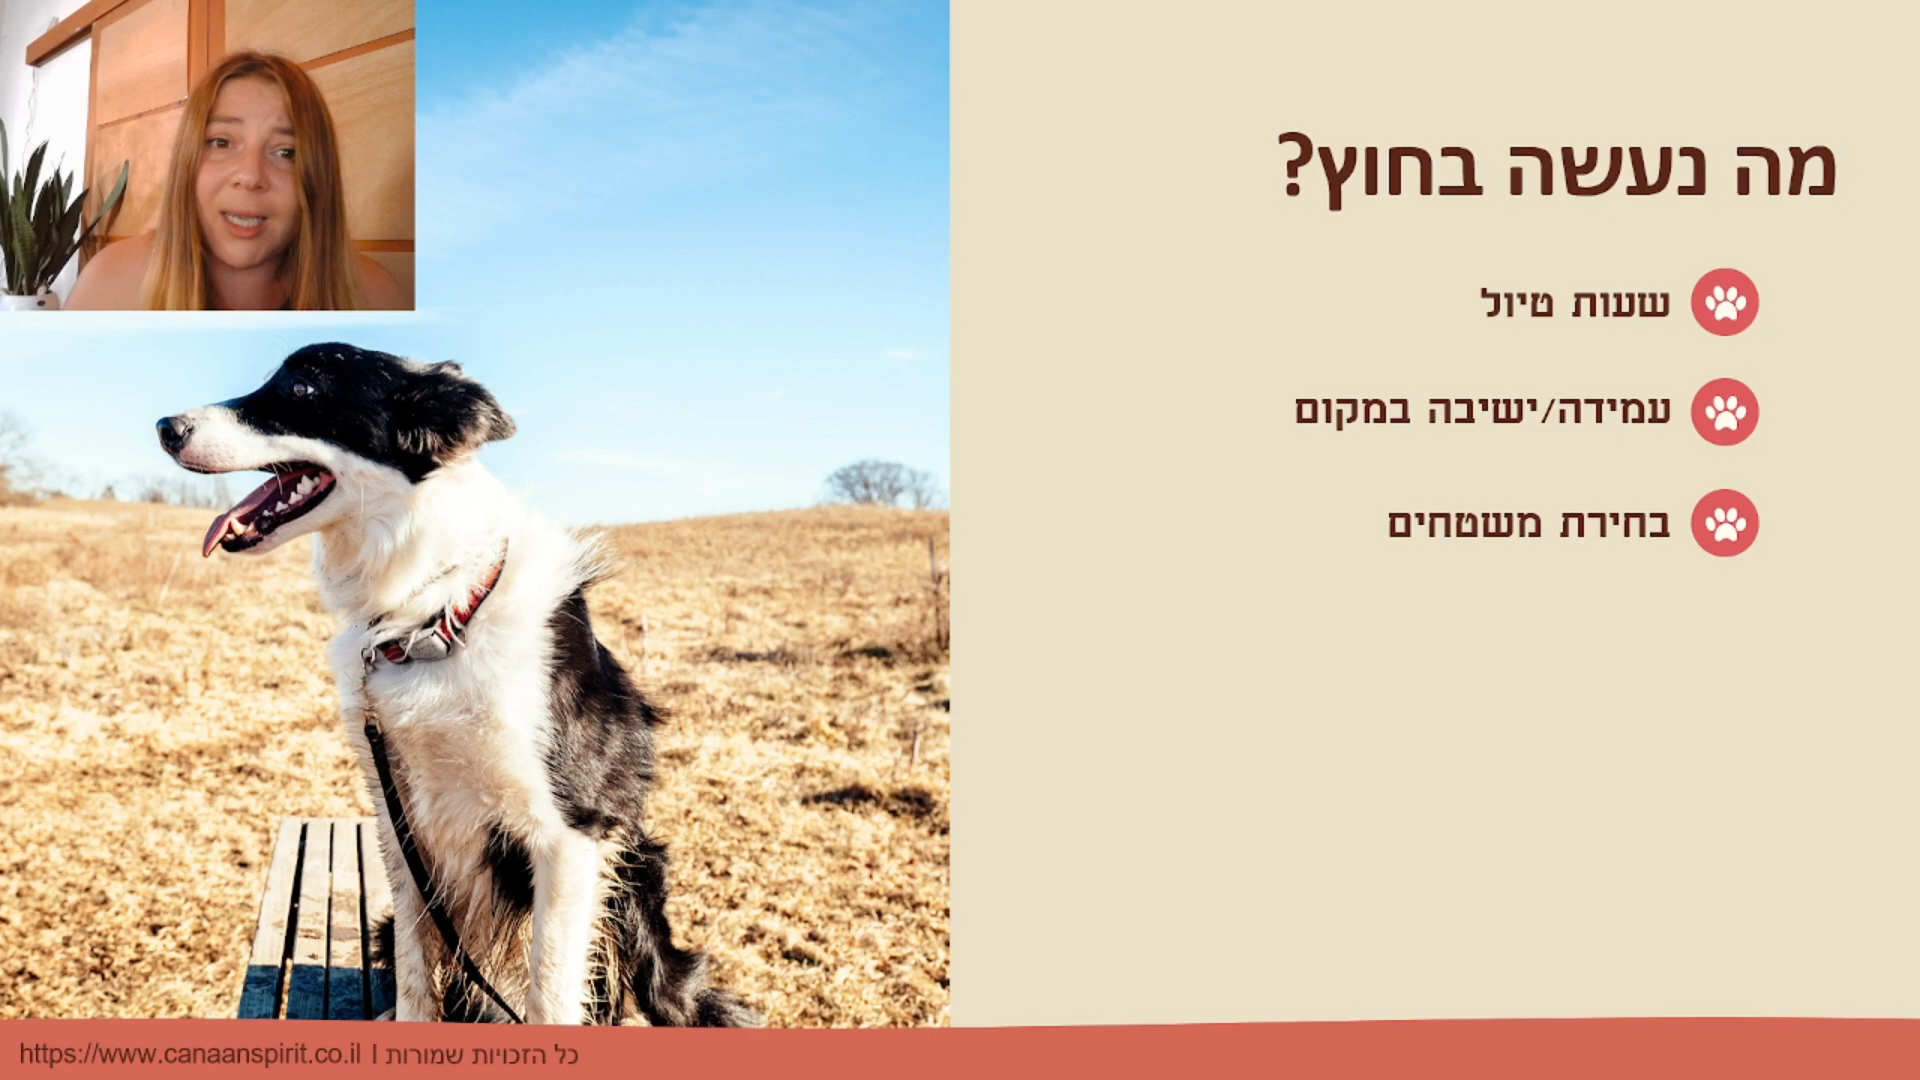 מה נעשה בחוץ?
שעות טיול
עמידה/ישיבה במקום
בחירת משטחים
כל הזכויות שמורות | https://www.canaanspirit.co.il